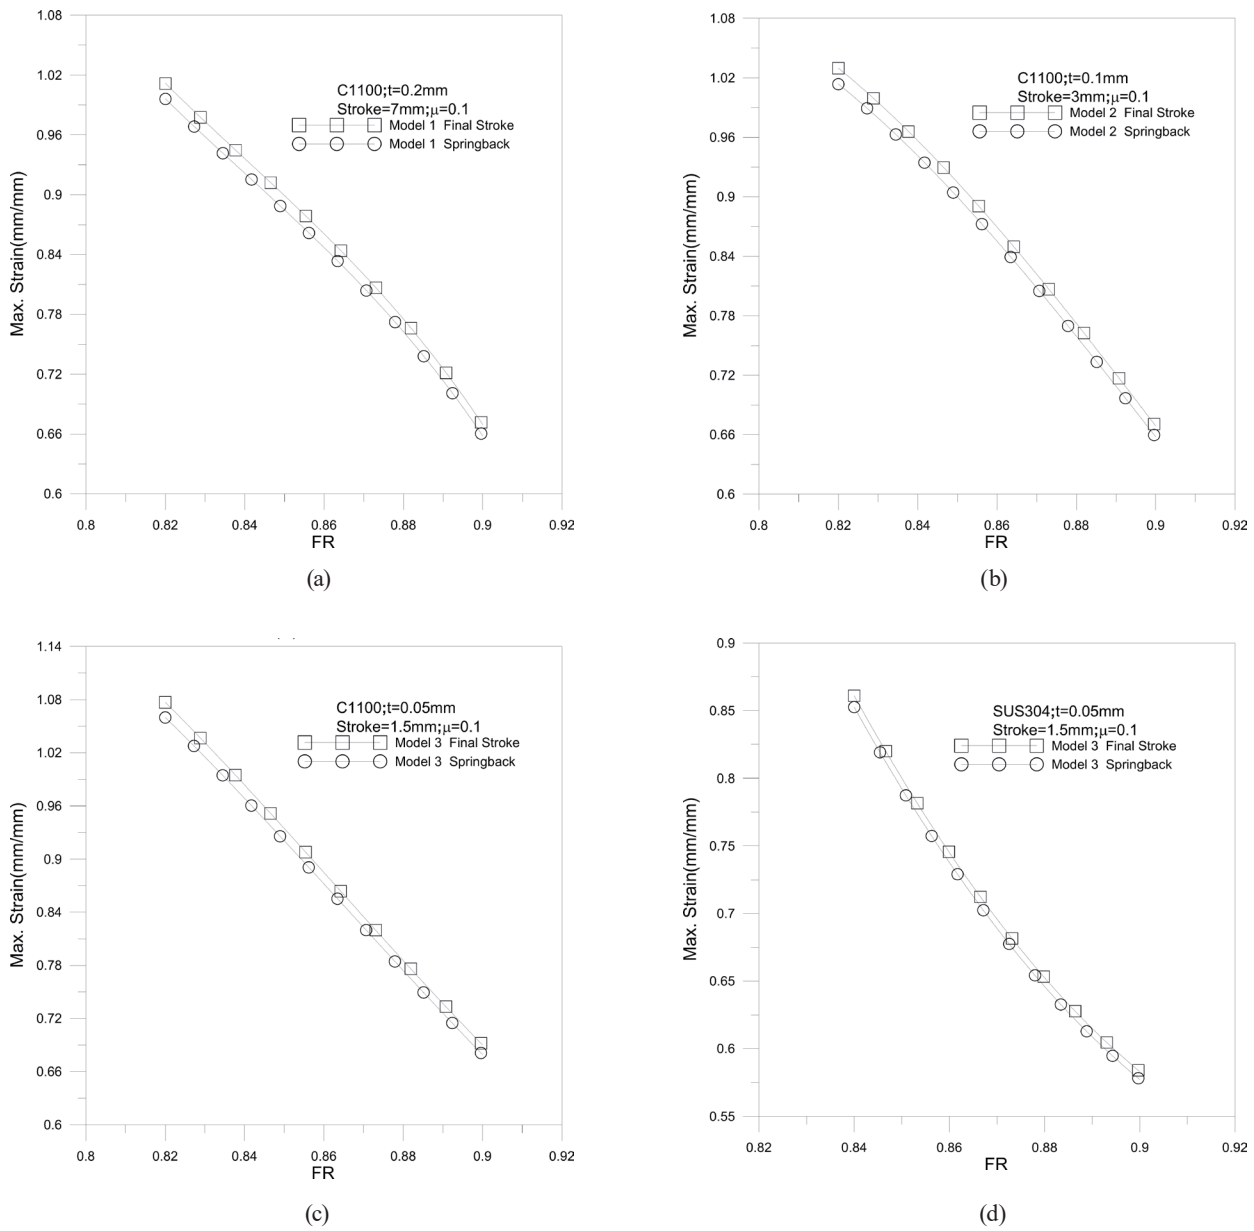 1.08
1.02
0.96
0.9
0.84
0.78
0.72
0.66
0.6
Max. Strain(mm/mm)
C1100;t=0.2mm
Stroke=7mm;μ=0.1
Model 1 Final Stroke
Model 1 Springback
0.8 0.82 0.84 0.86 0.88 0.9 0.92
FR
(a)
1.08
1.02
0.96
0.9
0.84
0.78
0.72
0.66
0.6
Max. Strain(mm/mm)
C1100;t=0.1mm
Stroke=3mm;μ=0.1
Model 2 Final Stroke
Model 2 Springback
0.8 0.82 0.84 0.86 0.88 0.9 0.92
FR
(b)
1.14
1.08
1.02
0.96
0.9
0.84
0.78
0.72
0.66
0.6
Max. Strain(mm/mm)
C1100;t=0.05mm
Stroke=1.5mm;μ=0.1
Model 3 Final Stroke
Model 3 Springback
0.8 0.82 0.84 0.86 0.88 0.9 0.92
FR
(c)
0.9
0.85
0.8
0.75
0.7
0.65
0.6
0.55
Max. Strain(mm/mm)
SUS304;t=0.05mm
Stroke=1.5mm;μ=0.1
Model 3 Final Stroke
Model 3 Springback
0.82 0.84 0.86 0.88 0.9 0.92
FR
(d)